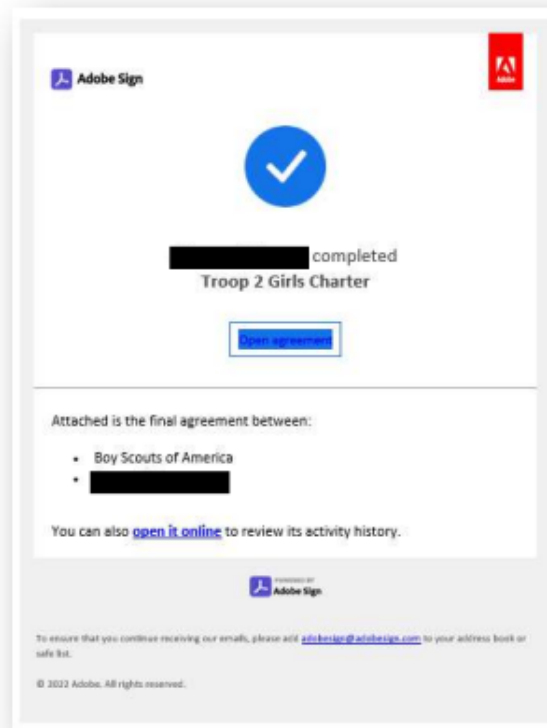 Adobe Sign
Adobe
completed
Troop 2 Girls Charter
Open agreement
Attached is the final agreement between:
• Boy Scouts of America
•
You can also open it online to review its activity history.
POWERED BY
Adobe Sign
To ensure that you continue receiving our emails, please add adobesign@adobesign.com to your address book or
safe list.
© 2022 Adobe. All rights reserved.